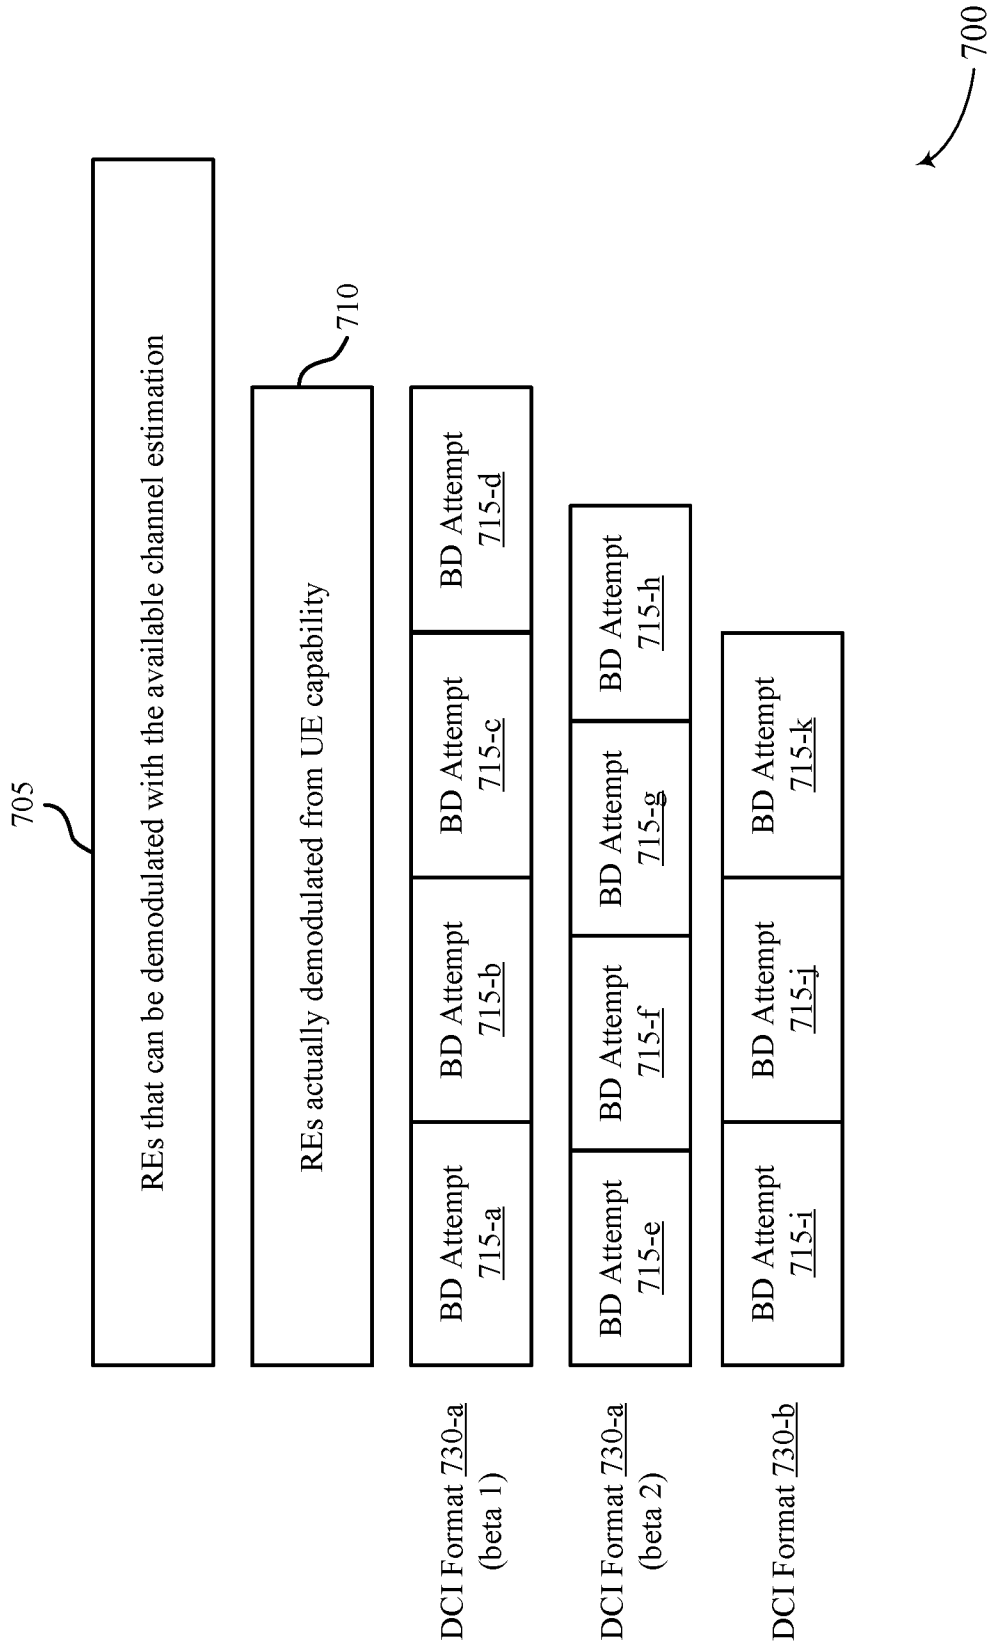 705
REs that can be demodulated with the available channel estimation
710
REs actually demodulated from UE capability
DCI Format 730-a
(beta 1)
BD Attempt
715-a
BD Attempt
715-b
BD Attempt
715-c
BD Attempt
715-d
DCI Format 730-a
(beta 2)
BD Attempt
715-e
BD Attempt
715-f
BD Attempt
715-g
BD Attempt
715-h
DCI Format 730-b
BD Attempt
715-i
BD Attempt
715-j
BD Attempt
715-k
700